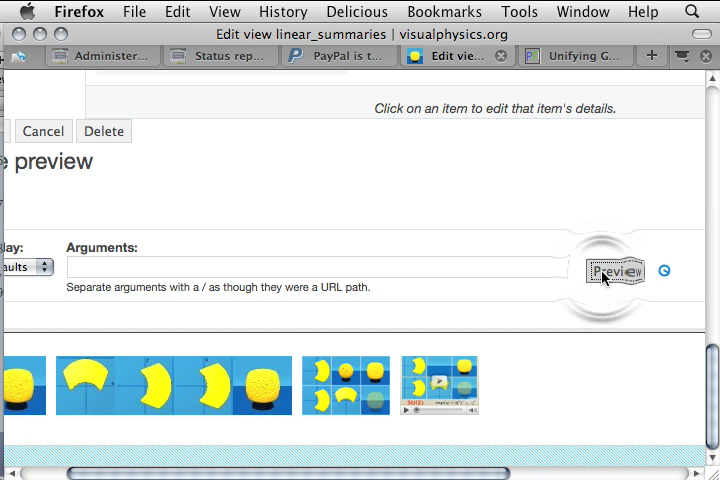 Firefox File Edit View History Delicious Bookmarks Tools Window Help
Edit view linear_summaries | visualphysics.org
Administer... Status rep... PayPal is t... Edit vie... Unifying G...
Click on an item to edit that item's details.
Cancel Delete
e preview
lay: Arguments:
aults Preview
Separate arguments with a / as though they were a URL path.
SU(2)